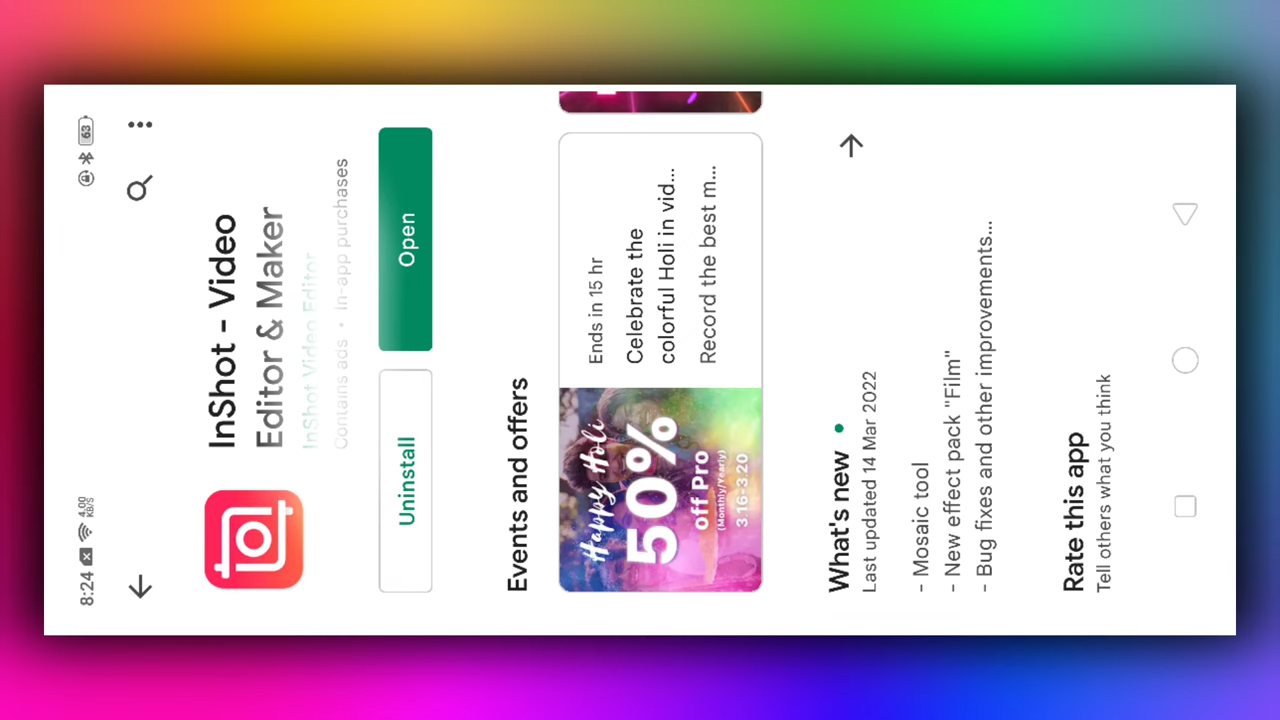 8:24
4.00
KB/S
63
InShot - Video
Editor & Maker
InShot Video Editor
Contains ads • In-app purchases
Uninstall
Open
Events and offers
Happy Holi
50%
off Pro
(Monthly/Yearly)
3.16-3.20
Ends in 15 hr
Celebrate the
colorful Holi in vid...
Record the best m...
What's new •
Last updated 14 Mar 2022
- Mosaic tool
- New effect pack "Film"
- Bug fixes and other improvements...
Rate this app
Tell others what you think